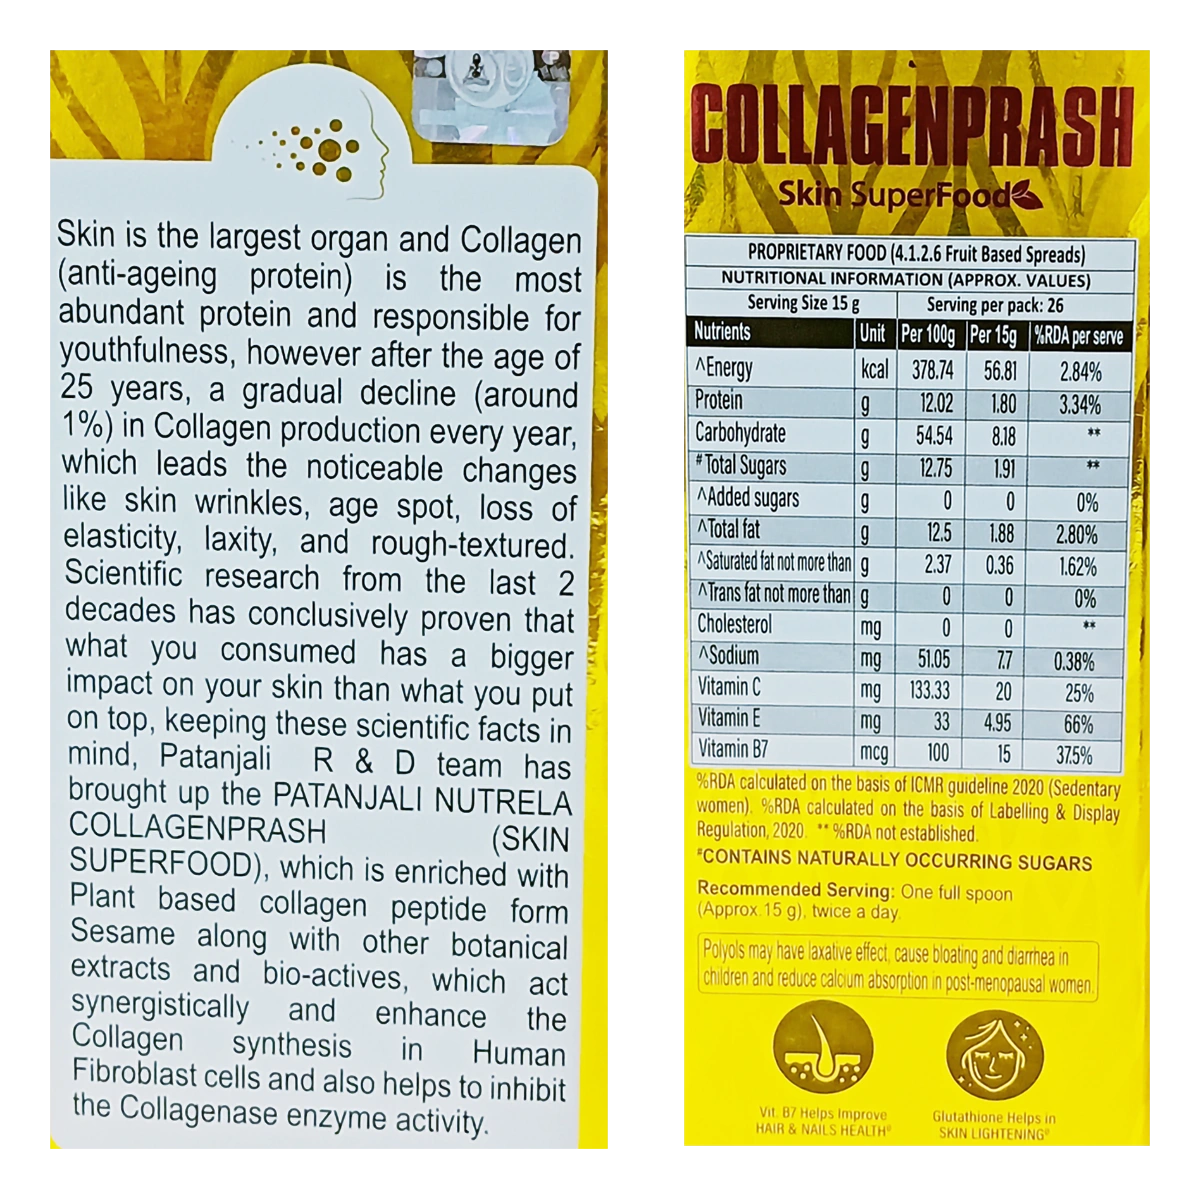 Skin is the largest organ and Collagen
(anti-ageing protein) is the most
abundant protein and responsible for
youthfulness, however after the age of
25 years, a gradual decline (around
1%) in Collagen production every year,
which leads the noticeable changes
like skin wrinkles, age spot, loss of
elasticity, laxity, and rough-textured.
Scientific research from the last 2
decades has conclusively proven that
what you consumed has a bigger
impact on your skin than what you put
on top, keeping these scientific facts in
mind, Patanjali R & D team has
brought up the PATANJALI NUTRELA
COLLAGENPRASH (SKIN
SUPERFOOD), which is enriched with
Plant based collagen peptide form
Sesame along with other botanical
extracts and bio-actives, which act
synergistically and enhance the
Collagen synthesis in Human
Fibroblast cells and also helps to inhibit
the Collagenase enzyme activity.
COLLAGENPRASH
Skin SuperFood
PROPRIETARY FOOD (4.1.2.6 Fruit Based Spreads)
NUTRITIONAL INFORMATION (APPROX. VALUES)
Serving Size 15 g Serving per pack: 26
Nutrients Unit Per 100g Per 15g %RDA per serve
^Energy kcal 378.74 56.81 2.84%
Protein g 12.02 1.80 3.34%
Carbohydrate g 54.54 8.18 **
#Total Sugars g 12.75 1.91 **
^Added sugars g 0 0 0%
^Total fat g 12.5 1.88 2.80%
^Saturated fat not more than g 2.37 0.36 1.62%
^Trans fat not more than g 0 0 0%
Cholesterol mg 0 0 **
^Sodium mg 51.05 7.7 0.38%
Vitamin C mg 133.33 20 25%
Vitamin E mg 33 4.95 66%
Vitamin B7 mcg 100 15 37.5%
%RDA calculated on the basis of ICMR guideline 2020 (Sedentary
women). %RDA calculated on the basis of Labelling & Display
Regulation, 2020. ** %RDA not established.
#CONTAINS NATURALLY OCCURRING SUGARS
Recommended Serving: One full spoon
(Approx.15 g), twice a day.
Polyols may have laxative effect, cause bloating and diarrhea in
children and reduce calcium absorption in post-menopausal women.
Vit. B7 Helps Improve
HAIR & NAILS HEALTH
Glutathione Helps in
SKIN LIGHTENING